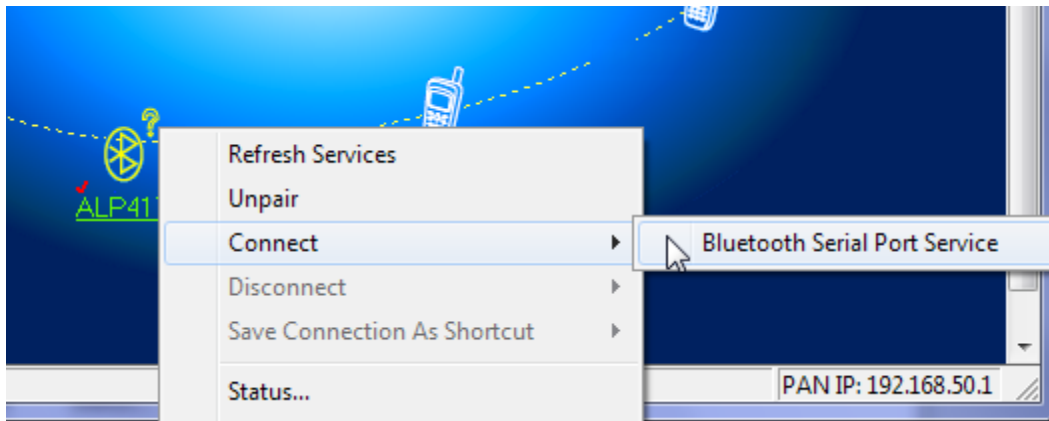 ALP41
Refresh Services
Unpair
Connect
Bluetooth Serial Port Service
Disconnect
Save Connection As Shortcut
Status...
PAN IP: 192.168.50.1